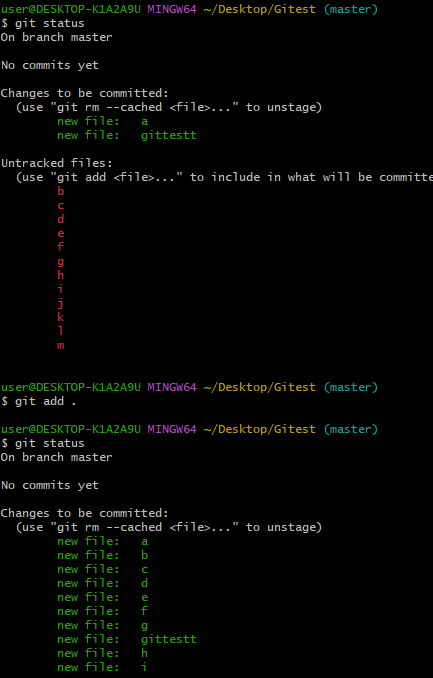 user@DESKTOP-K1A2A9U MINGW64 ~/Desktop/Gitest (master)
$ git status
On branch master
No commits yet
Changes to be committed:
(use "git rm --cached <file>..." to unstage)
new file: a
new file: gittestt
Untracked files:
(use "git add <file>..." to include in what will be committe
b
c
d
e
f
g
h
i
j
k
l
m
user@DESKTOP-K1A2A9U MINGW64 ~/Desktop/Gitest (master)
$ git add .
user@DESKTOP-K1A2A9U MINGW64 ~/Desktop/Gitest (master)
$ git status
On branch master
No commits yet
Changes to be committed:
(use "git rm --cached <file>..." to unstage)
new file: a
new file: b
new file: c
new file: d
new file: e
new file: f
new file: g
new file: gittestt
new file: h
new file: i